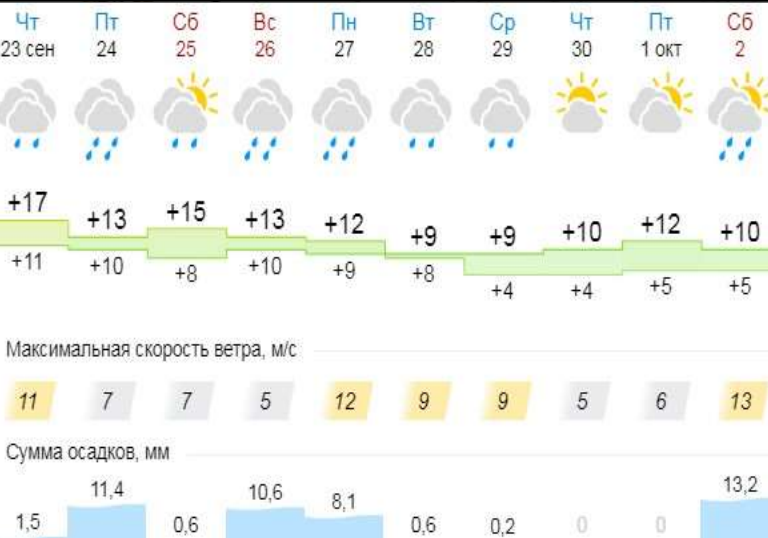 Чт Пт Сб Вс Пн Вт Ср Чт Пт Сб
23 сен 24 25 26 27 28 29 30 1 окт 2
+17 +13 +15 +13 +12 +9 +9 +10 +12 +10
+11 +10 +8 +10 +9 +8 +4 +4 +5 +5
Максимальная скорость ветра, м/с
11 7 7 5 12 9 9 5 6 13
Сумма осадков, мм
1,5 11,4 0,6 10,6 8,1 0,6 0,2 0 0 13,2